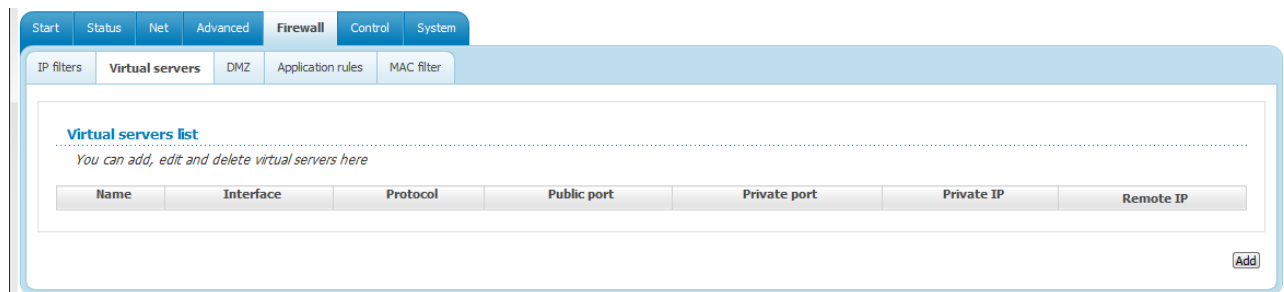 Start Status Net Advanced Firewall Control System
IP filters Virtual servers DMZ Application rules MAC filter
Virtual servers list
You can add, edit and delete virtual servers here
Name Interface Protocol Public port Private port Private IP Remote IP
Add